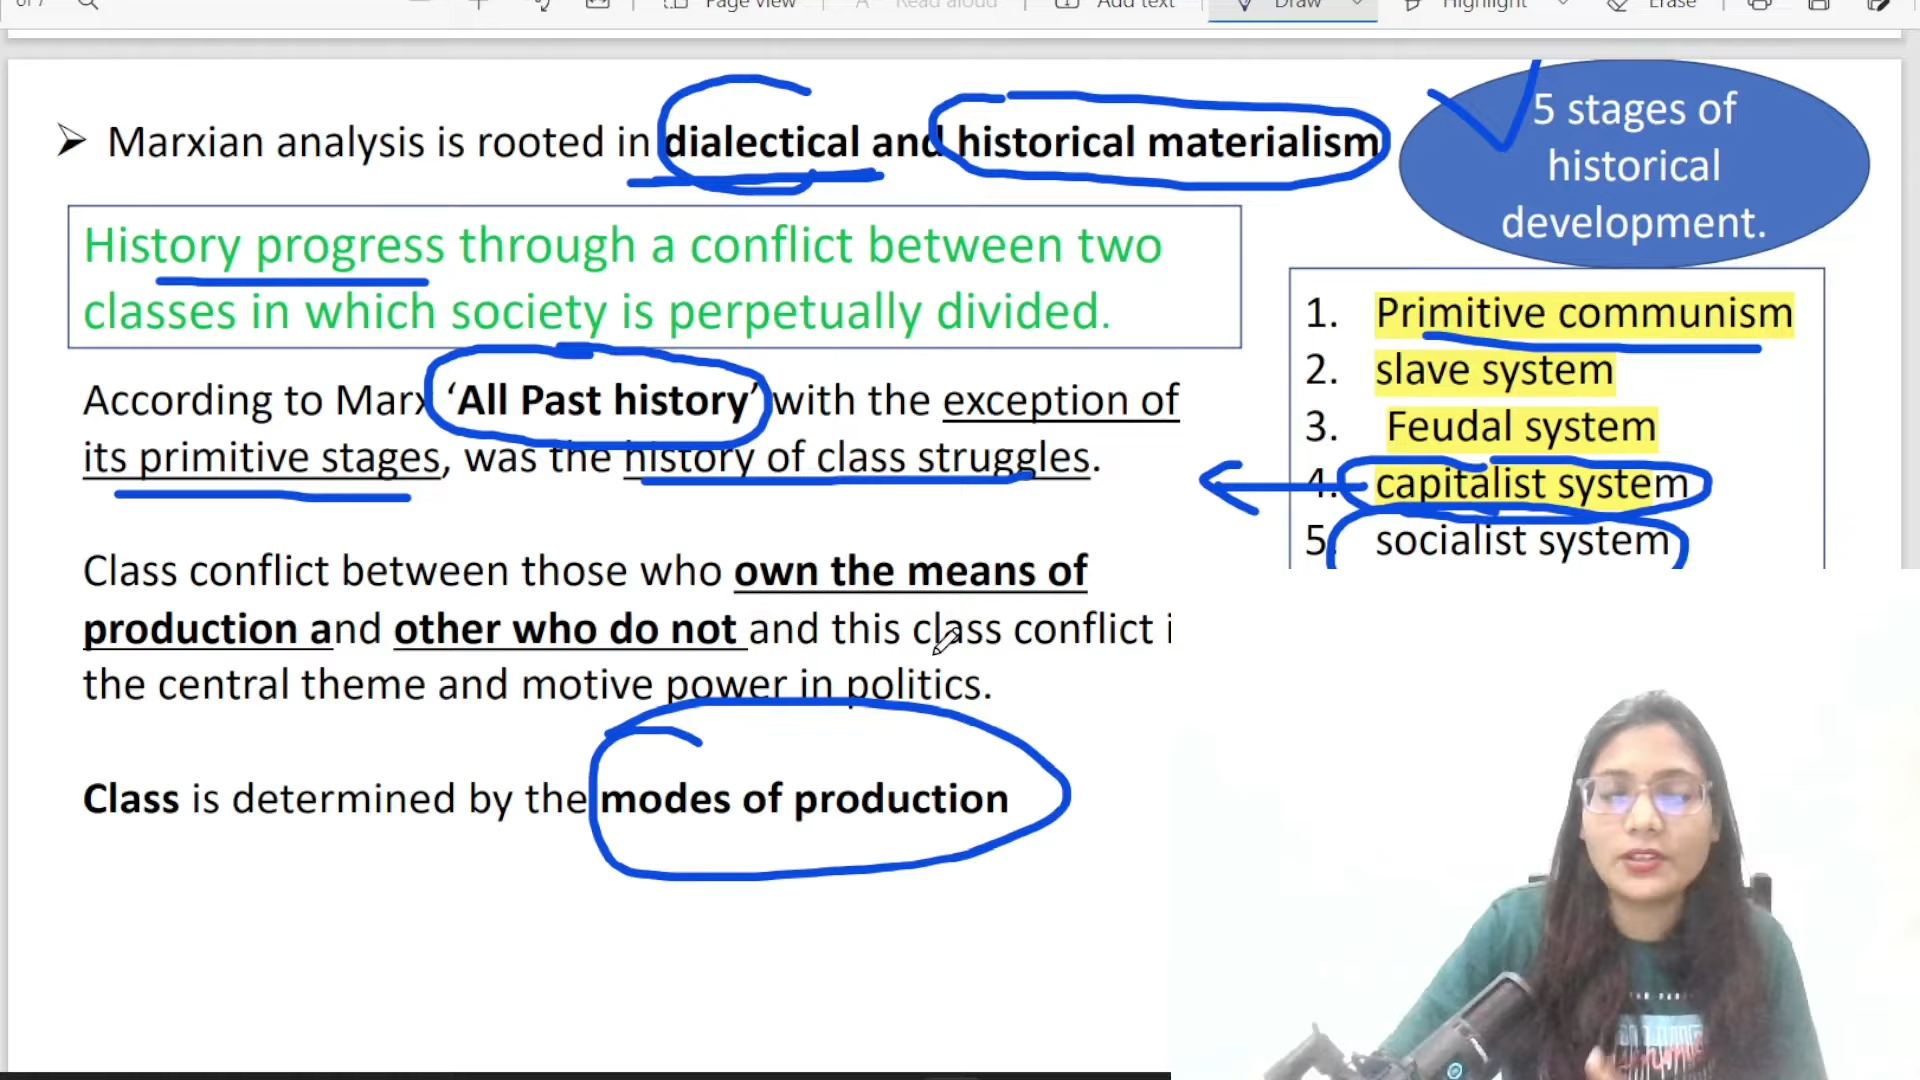 Page view
Read aloud
Add text
Draw
Highlight
Erase
Marxian analysis is rooted in dialectical and historical materialism
5 stages of
historical
development.
History progress through a conflict between two
classes in which society is perpetually divided.
According to Marx ‘All Past history’ with the exception of
its primitive stages, was the history of class struggles.
Class conflict between those who own the means of
production and other who do not and this class conflict i
the central theme and motive power in politics.
Class is determined by the modes of production
1. Primitive communism
2. slave system
3. Feudal system
4. capitalist system
5. socialist system